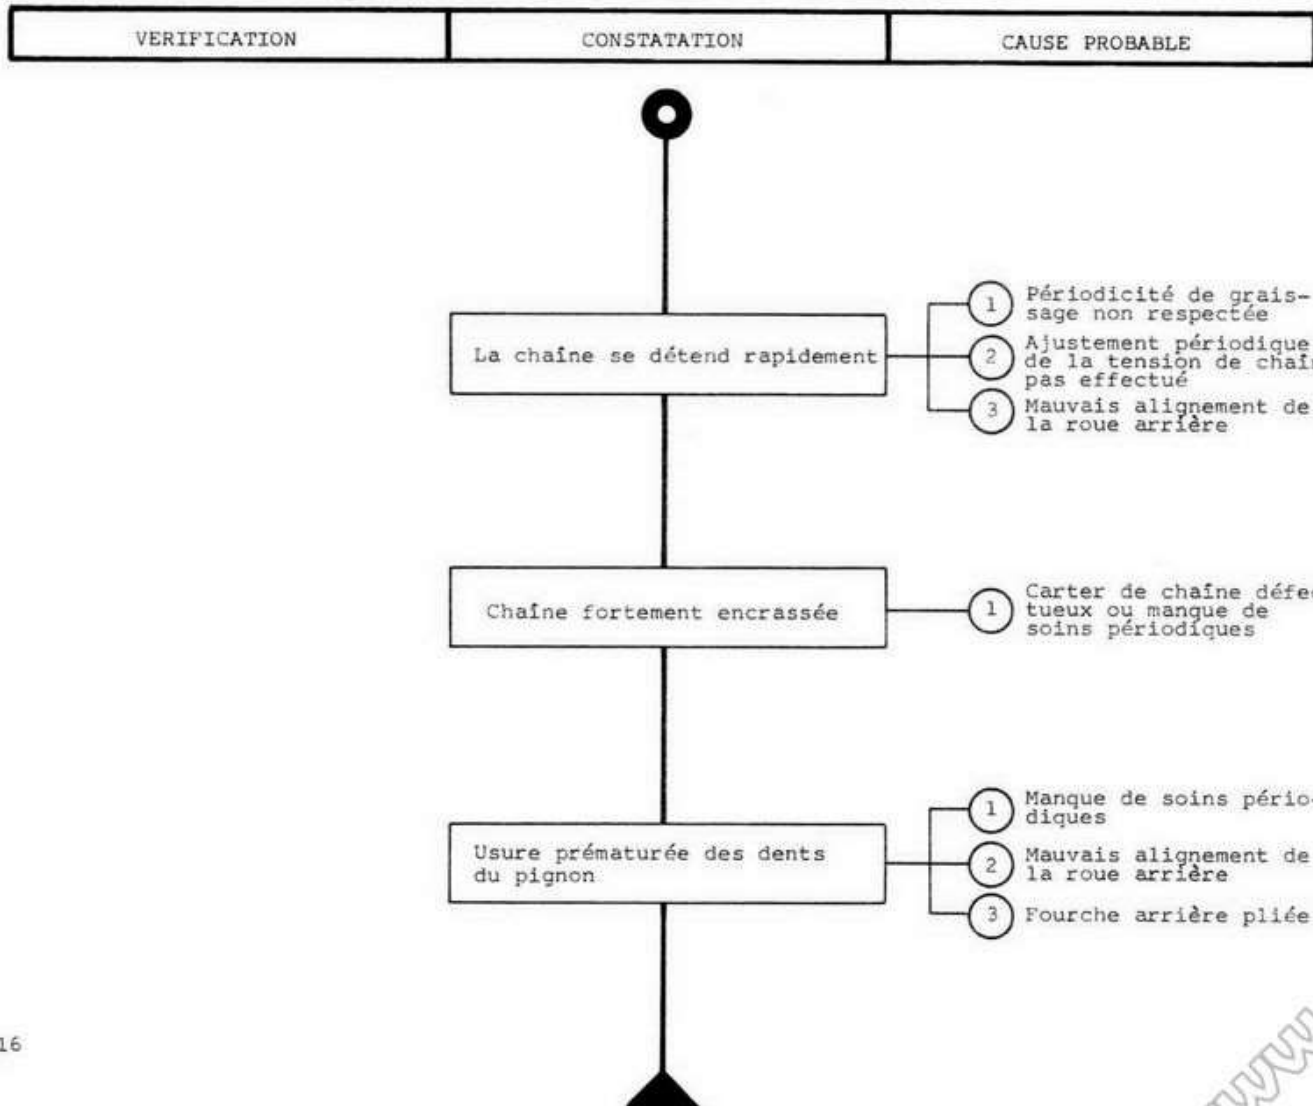 VERIFICATION
CONSTATATION
CAUSE PROBABLE
La chaîne se détend rapidement
1
Périodicité de grais-
sage non respectée
2
Ajustement périodique
de la tension de chaî
pas effectué
3
Mauvais alignement de
la roue arrière
Chaîne fortement encrassée
1
Carter de chaîne défec
tueux ou manque de
soins périodiques
Usure prématurée des dents
du pignon
1
Manque de soins pério
diques
2
Mauvais alignement de
la roue arrière
3
Fourche arrière pliée
16
www